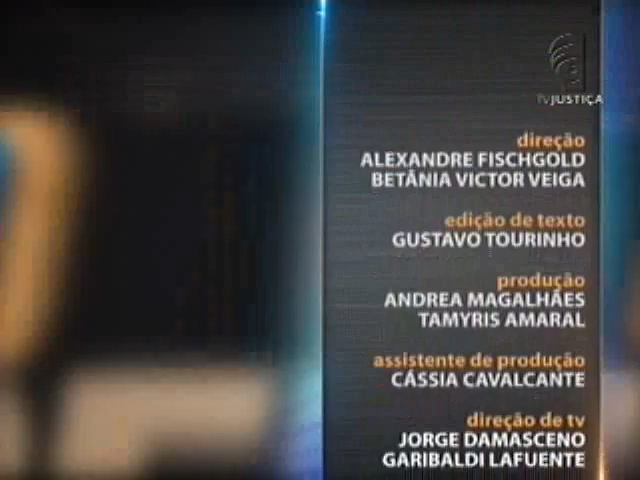 TV JUSTIÇA
direção
ALEXANDRE FISCHGOLD
BETÂNIA VICTOR VEIGA
edição de texto
GUSTAVO TOURINHO
produção
ANDREA MAGALHÃES
TAMYRIS AMARAL
assistente de produção
CÁSSIA CAVALCANTE
direção de tv
JORGE DAMASCENO
GARIBALDI LAFUENTE